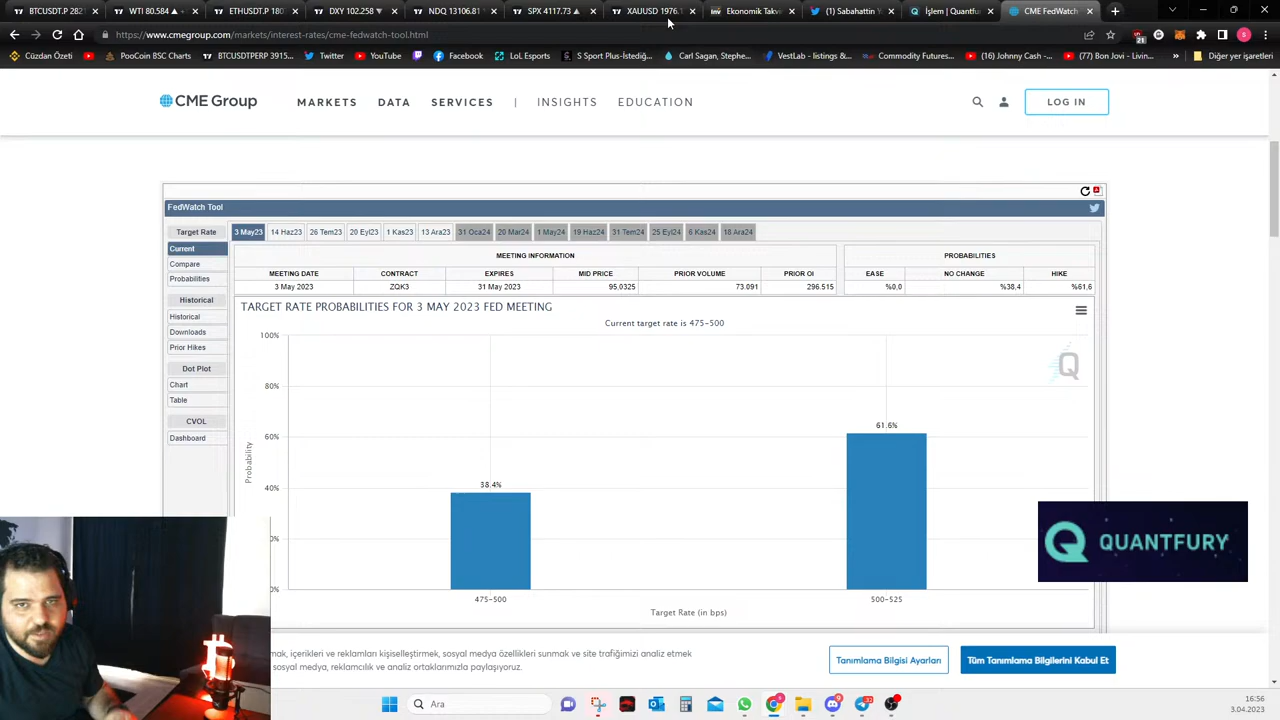 BTCUSDT.P 282
WTI 80.584
ETHUSDT.P 180
DXY 102.258
NDQ 13106.81
SPX 4117.73
XAUUSD 1976.
Ekonomik Takv
(1) Sabahattin Y
İşlem | Quantfu
CME FedWatch
https://www.cmegroup.com/markets/interest-rates/cme-fedwatch-tool.html
Cüzdan Özeti
PooCoin BSC Charts
BTCUSDTPERP 3915...
Twitter
YouTube
Facebook
LoL Esports
S Sport Plus-İstediğ...
Carl Sagan, Stephe...
VestLab - listings &...
Commodity Futures...
(16) Johnny Cash -...
(77) Bon Jovi - Livin...
»
Diğer yer işaretleri
CME Group
MARKETS DATA SERVICES | INSIGHTS EDUCATION
LOG IN
FedWatch Tool
Target Rate
Current
Compare
Probabilities
Historical
Historical
Downloads
Prior Hikes
Dot Plot
Chart
Table
CVOL
Dashboard
3 May23 14 Haz23 26 Tem23 20 Eyl23 1 Kas23 13 Ara23 31 Oca24 20 Mar24 1 May24 19 Haz24 31 Tem24 25 Eyl24 6 Kas24 18 Ara24
MEETING INFORMATION
MEETING DATE CONTRACT EXPIRES MID PRICE PRIOR VOLUME PRIOR OI
3 May 2023 ZQK3 31 May 2023 95,0325 73.091 296.515
PROBABILITIES
EASE NO CHANGE HIKE
%0,0 %38,4 %61,6
TARGET RATE PROBABILITIES FOR 3 MAY 2023 FED MEETING
Current target rate is 475-500
100%
80%
60%
40%
0%
Probability
38.4%
61.6%
475-500
500-525
Target Rate (in bps)
Q
QUANTFURY
mak, içerikleri ve reklamları kişiselleştirmek, sosyal medya özellikleri sunmak ve site trafiğimizi analiz etmek
sosyal medya, reklamcılık ve analiz ortaklarımızla paylaşıyoruz.
Tanımlama Bilgisi Ayarları
Tüm Tanımlama Bilgilerini Kabul Et
Ara
16:56
3.04.2023